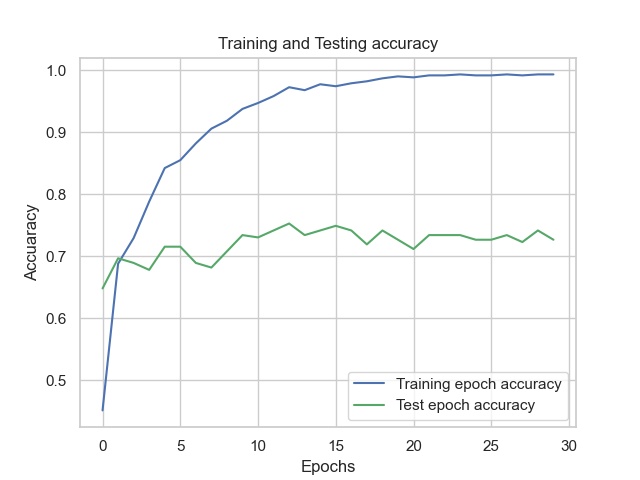 Training and Testing accuracy
1.0
0.9
0.8
0.7
0.6
0.5
Accuaracy
Training epoch accuracy
Test epoch accuracy
0 5 10 15 20 25 30
Epochs